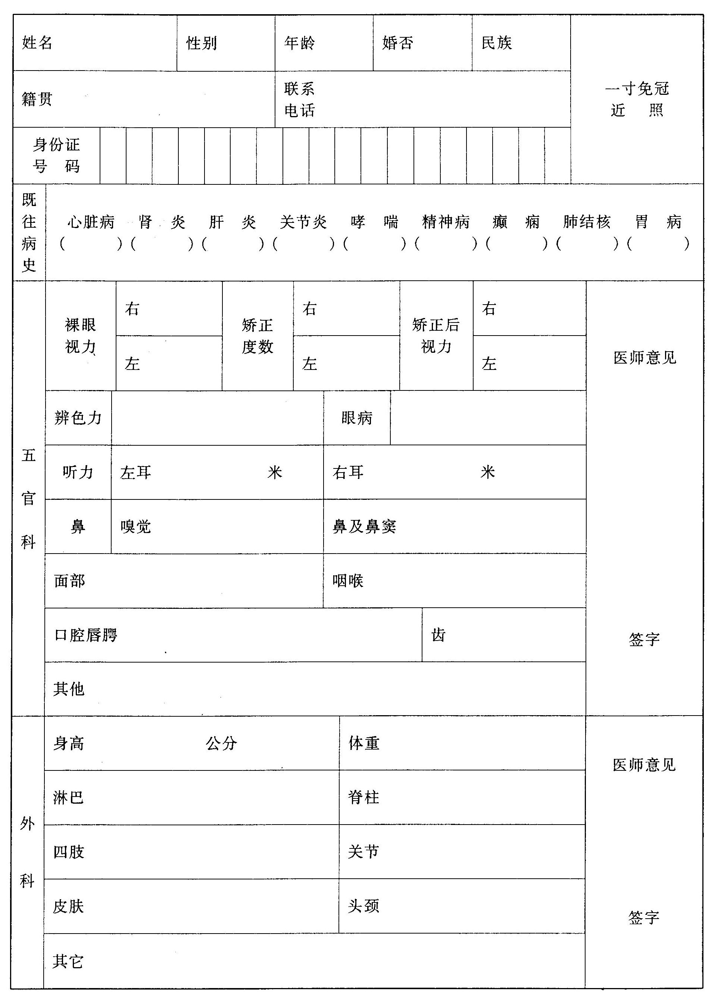 姓名 性别 年龄 婚否 民族
籍贯 联系
电话
一寸免冠
近 照
身份证
号 码
既往病史
心脏病 肾 炎 肝 炎 关节炎 哮 喘 精神病 癫 痫 肺结核 胃 病
( ) ( ) ( ) ( ) ( ) ( ) ( ) ( ) ( )
五官科
裸眼
视力
右
左
矫正
度数
右
左
矫正后
视力
右
左
医师意见
辨色力 眼病
听力 左耳 米 右耳 米
鼻 嗅觉 鼻及鼻窦
面部 咽喉
口腔唇腭 齿
签字
其他
外科
身高 公分 体重
医师意见
淋巴 脊柱
四肢 关节
皮肤 头颈
签字
其它